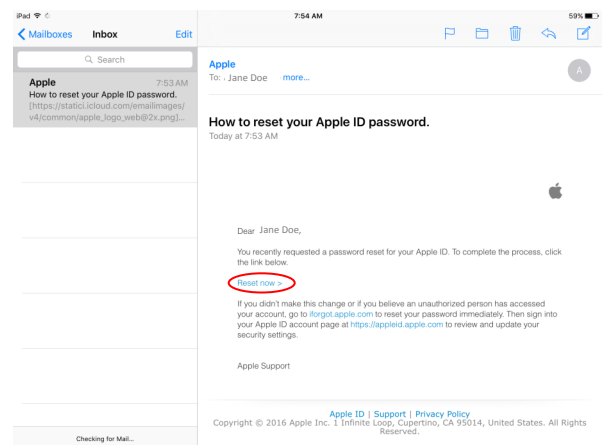 iPad
7:54 AM
59%
Mailboxes
Inbox
Edit
Search
Apple
7:53 AM
How to reset your Apple ID password.
[https://statici.icloud.com/emailimages/
v4/common/apple_logo_web@2x.png]...
Checking for Mail...
Apple
To: Jane Doe more...
A
How to reset your Apple ID password.
Today at 7:53 AM
Dear Jane Doe,
You recently requested a password reset for your Apple ID. To complete the process, click
the link below.
Reset now >
If you didn't make this change or if you believe an unauthorized person has accessed
your account, go to iforgot.apple.com to reset your password immediately. Then sign into
your Apple ID account page at https://appleid.apple.com to review and update your
security settings.
Apple Support
Apple ID | Support | Privacy Policy
Copyright © 2016 Apple Inc. 1 Infinite Loop, Cupertino, CA 95014, United States. All Rights
Reserved.